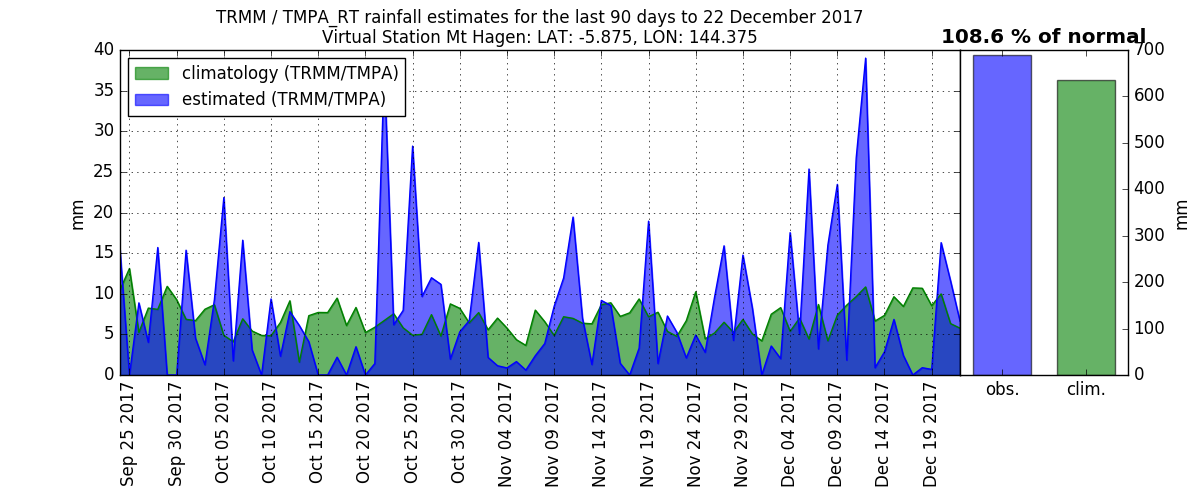 TRMM / TMPA_RT rainfall estimates for the last 90 days to 22 December 2017
Virtual Station Mt Hagen: LAT: -5.875, LON: 144.375
108.6 % of normal
climatology (TRMM/TMPA)
estimated (TRMM/TMPA)
40
35
30
25
20
15
10
5
0
mm
Sep 25 2017
Sep 30 2017
Oct 05 2017
Oct 10 2017
Oct 15 2017
Oct 20 2017
Oct 25 2017
Oct 30 2017
Nov 04 2017
Nov 09 2017
Nov 14 2017
Nov 19 2017
Nov 24 2017
Nov 29 2017
Dec 04 2017
Dec 09 2017
Dec 14 2017
Dec 19 2017
obs.
clim.
700
600
500
400
300
200
100
0
mm